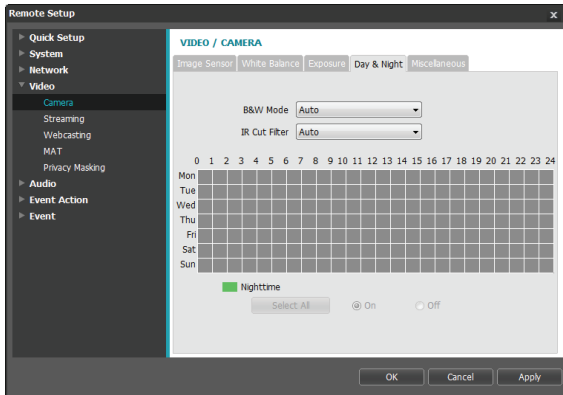 Remote Setup x
Quick Setup
System
Network
Video
Camera
Streaming
Webcasting
MAT
Privacy Masking
Audio
Event Action
Event
VIDEO / CAMERA
Image Sensor White Balance Exposure Day & Night Miscellaneous
B&W Mode Auto
IR Cut Filter Auto
0 1 2 3 4 5 6 7 8 9 10 11 12 13 14 15 16 17 18 19 20 21 22 23 24
Mon
Tue
Wed
Thu
Fri
Sat
Sun
Nighttime
Select All On Off
OK Cancel Apply